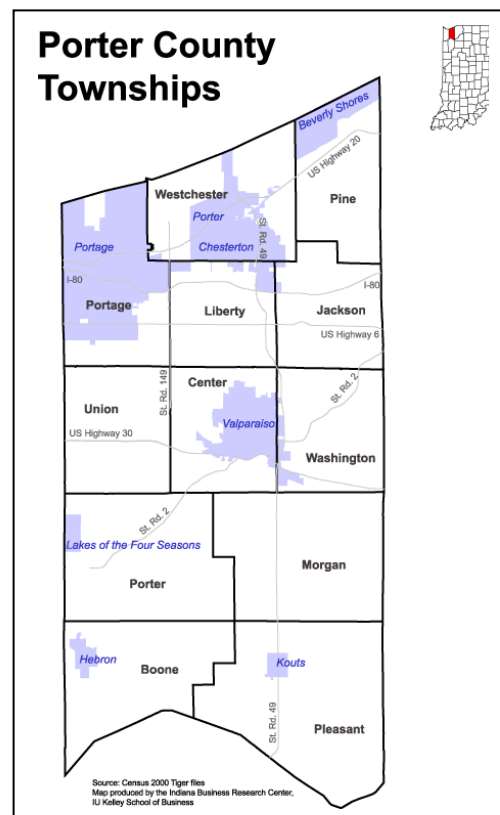 Porter County
Townships
Beverly Shores
US Highway 20
Westchester
Pine
Porter
Portage
Chesterton
St. Rd. 49
I-80
I-80
Portage
Liberty
Jackson
US Highway 6
Center
St. Rd. 149
St. Rd. 2
Union
Valparaiso
US Highway 30
Washington
St. Rd. 2
Lakes of the Four Seasons
Morgan
Porter
Hebron
Boone
Kouts
St. Rd. 49
Pleasant
Source: Census 2000 Tiger files
Map produced by the Indiana Business Research Center,
IU Kelley School of Business